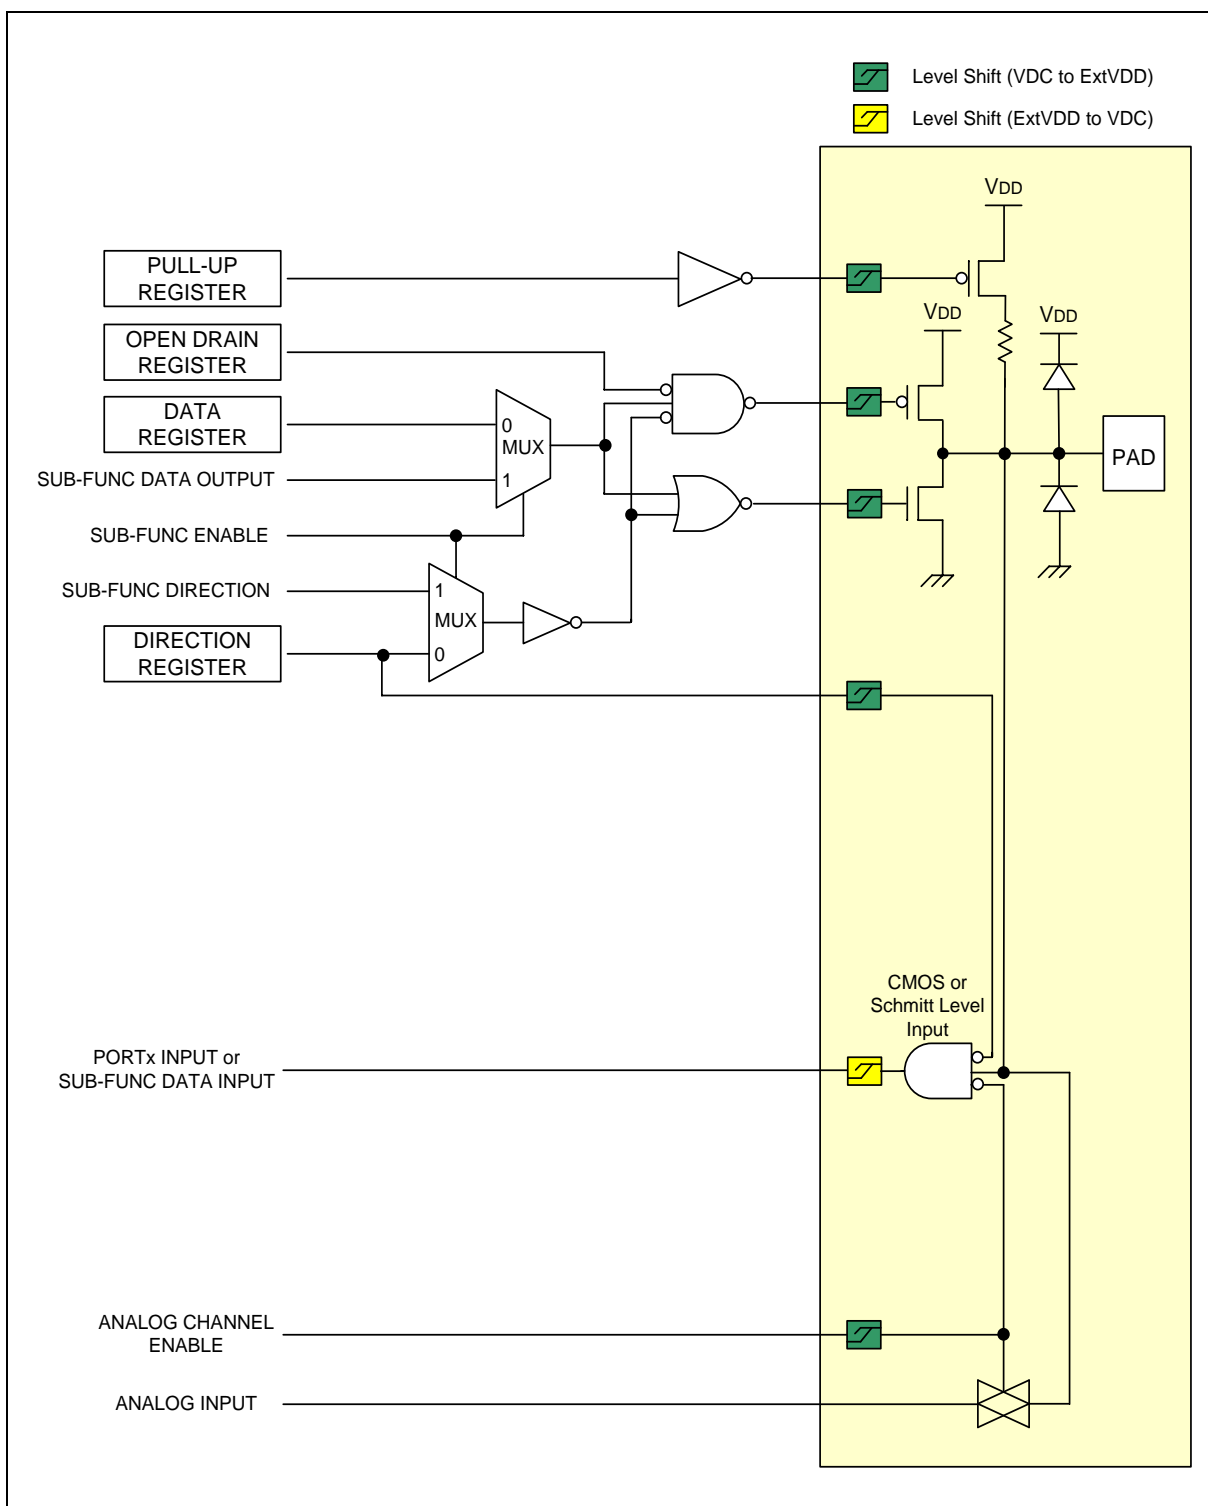 Level Shift (VDC to ExtVDD)
Level Shift (ExtVDD to VDC)
VDD
PULL-UP
REGISTER
VDD
VDD
OPEN DRAIN
REGISTER
DATA
REGISTER
0
MUX
1
PAD
SUB-FUNC DATA OUTPUT
SUB-FUNC ENABLE
SUB-FUNC DIRECTION
1
MUX
0
DIRECTION
REGISTER
CMOS or
Schmitt Level
Input
PORTx INPUT or
SUB-FUNC DATA INPUT
ANALOG CHANNEL
ENABLE
ANALOG INPUT